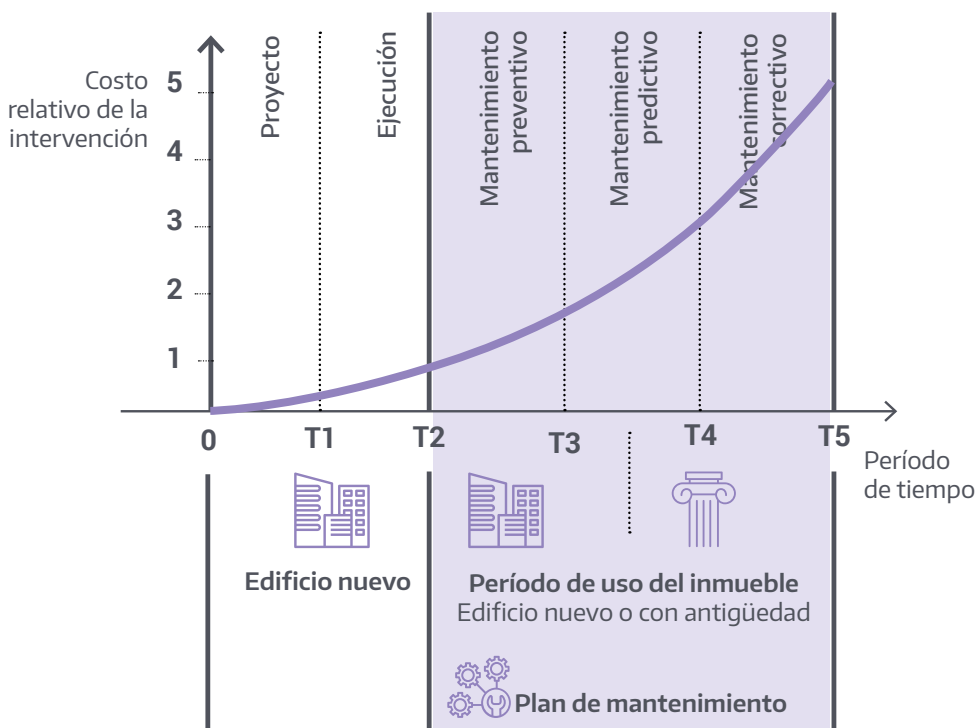 Costo
relativo de la
intervención
5
4
3
2
1
Proyecto
Ejecución
Mantenimiento
preventivo
Mantenimiento
predictivo
Mantenimiento
correctivo
0
T1
T2
T3
T4
T5
Período
de tiempo
Edificio nuevo
Período de uso del inmueble
Edificio nuevo o con antigüedad
Plan de mantenimiento